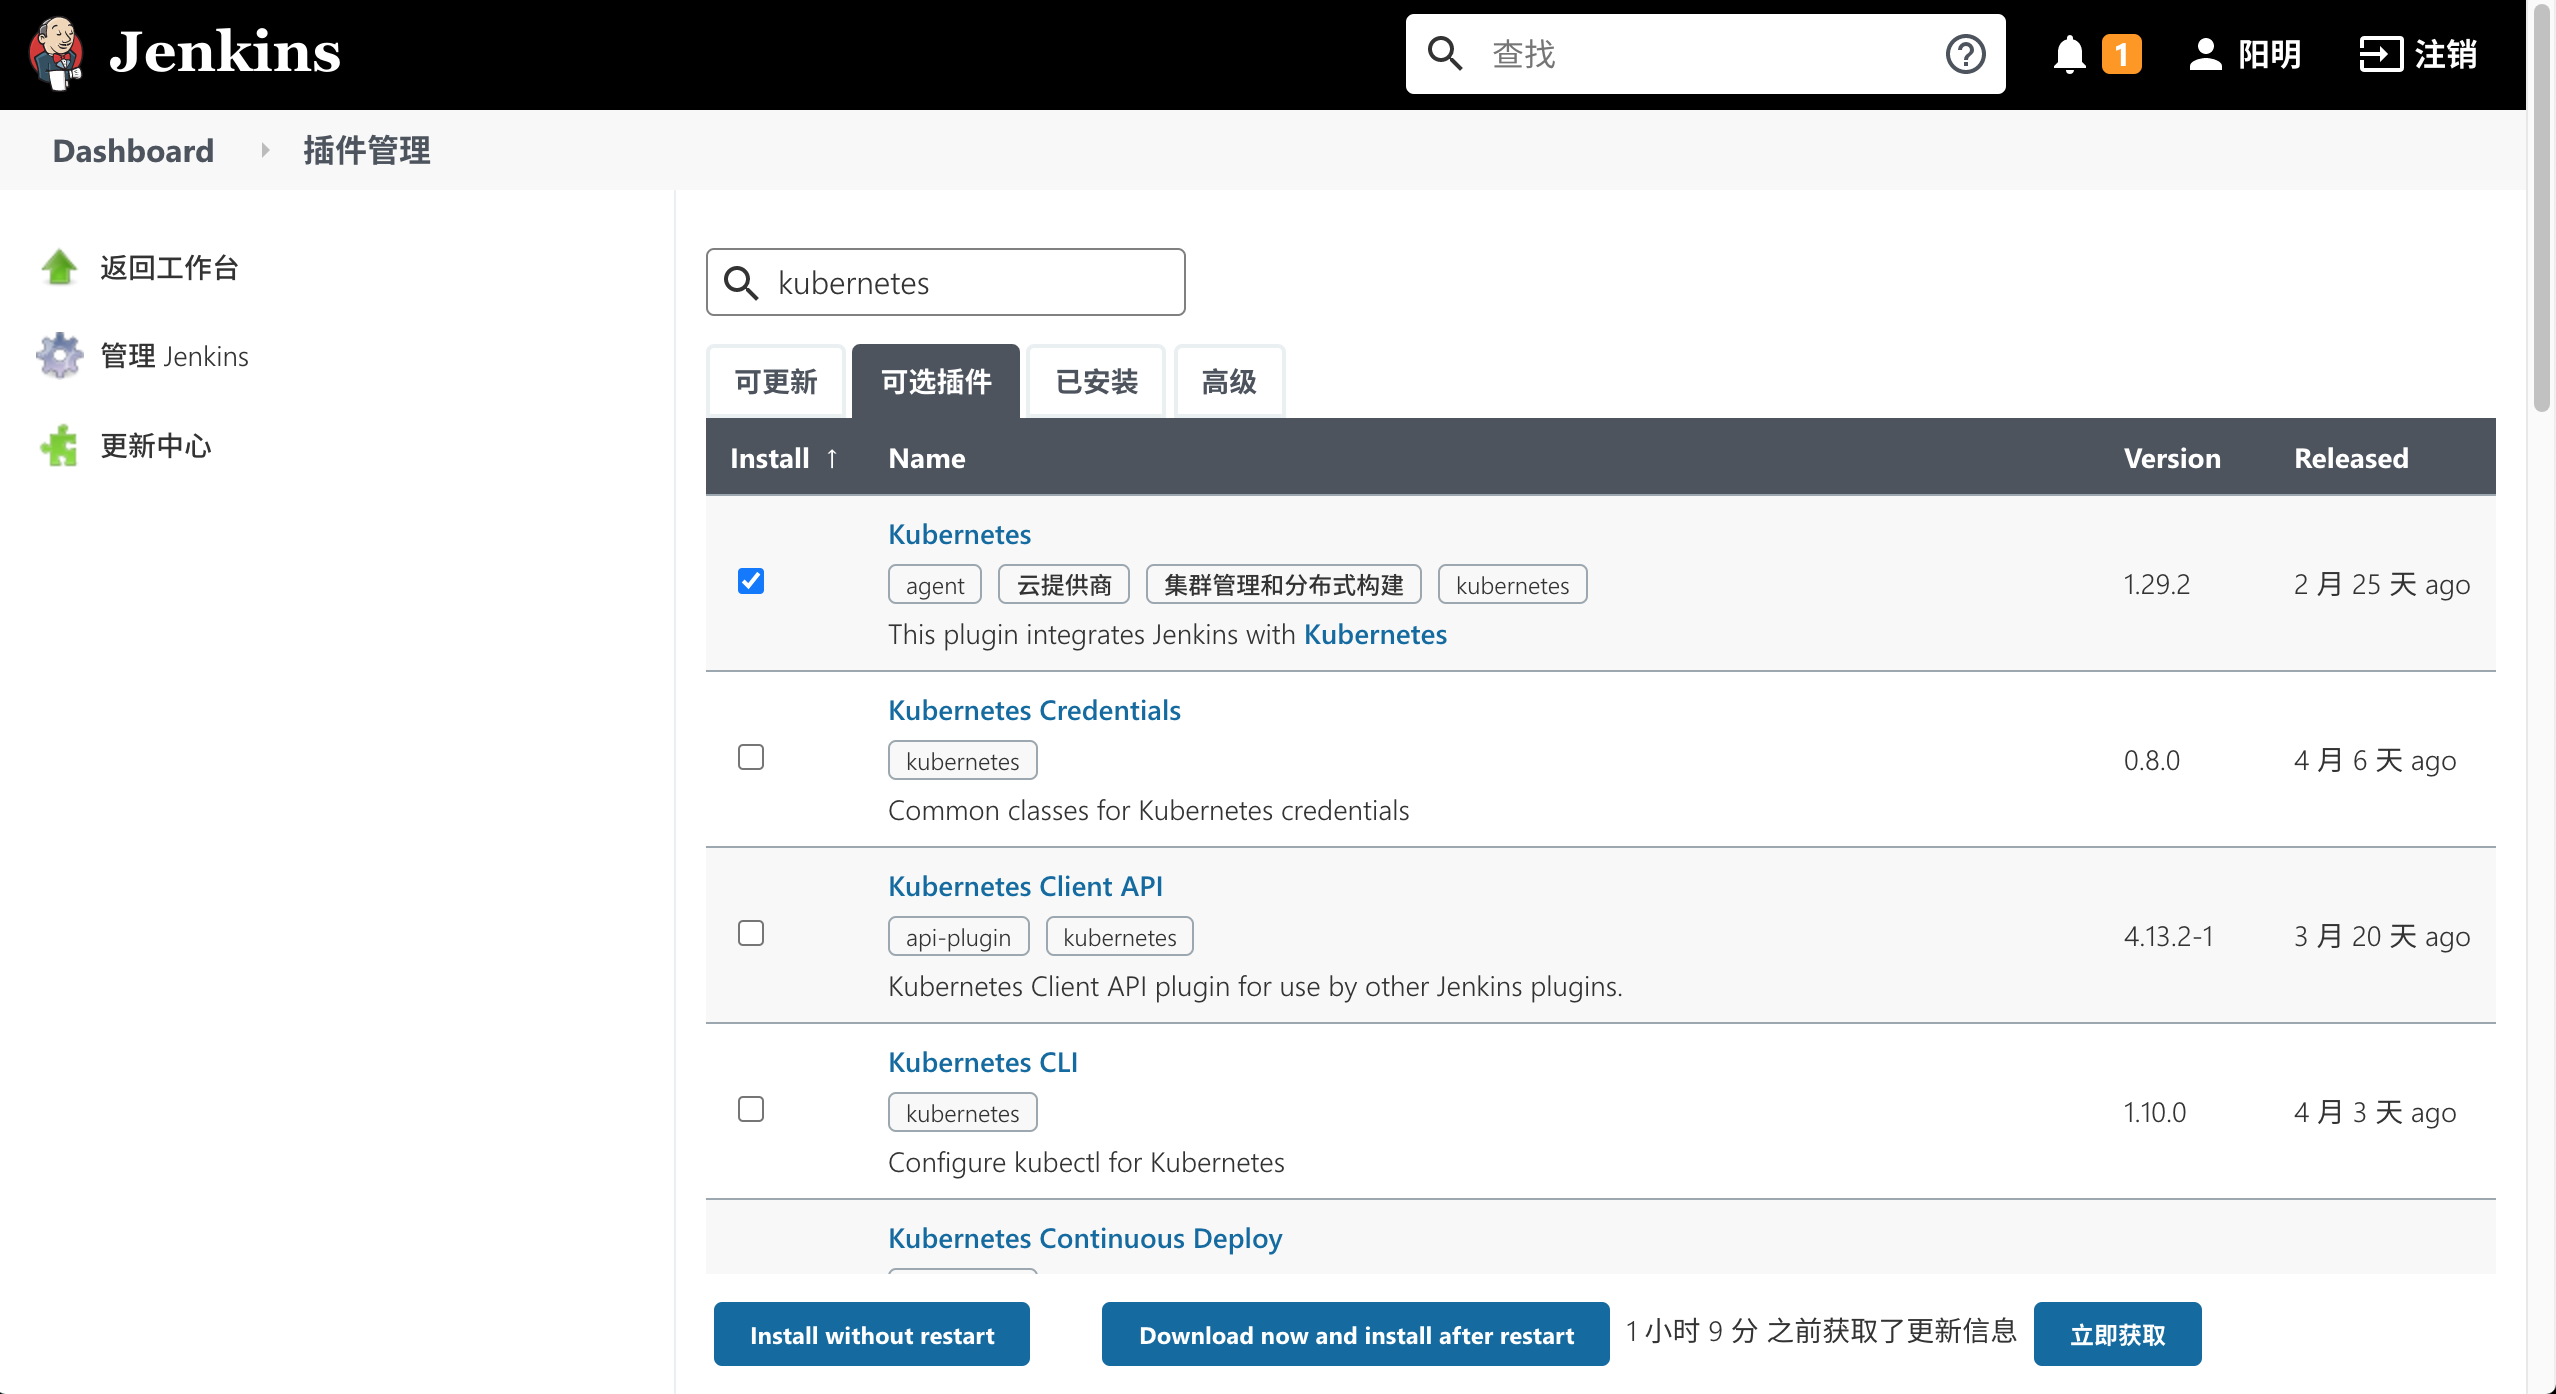 Jenkins
查找
1
阳明
注销
Dashboard
插件管理
返回工作台
管理 Jenkins
更新中心
kubernetes
可更新
可选插件
已安装
高级
Install ↑ Name Version Released
Kubernetes
agent 云提供商 集群管理和分布式构建 kubernetes
This plugin integrates Jenkins with Kubernetes
1.29.2
2 月 25 天 ago
Kubernetes Credentials
kubernetes
Common classes for Kubernetes credentials
0.8.0
4 月 6 天 ago
Kubernetes Client API
api-plugin kubernetes
Kubernetes Client API plugin for use by other Jenkins plugins.
4.13.2-1
3 月 20 天 ago
Kubernetes CLI
kubernetes
Configure kubectl for Kubernetes
1.10.0
4 月 3 天 ago
Kubernetes Continuous Deploy
Install without restart
Download now and install after restart
1 小时 9 分 之前获取了更新信息
立即获取